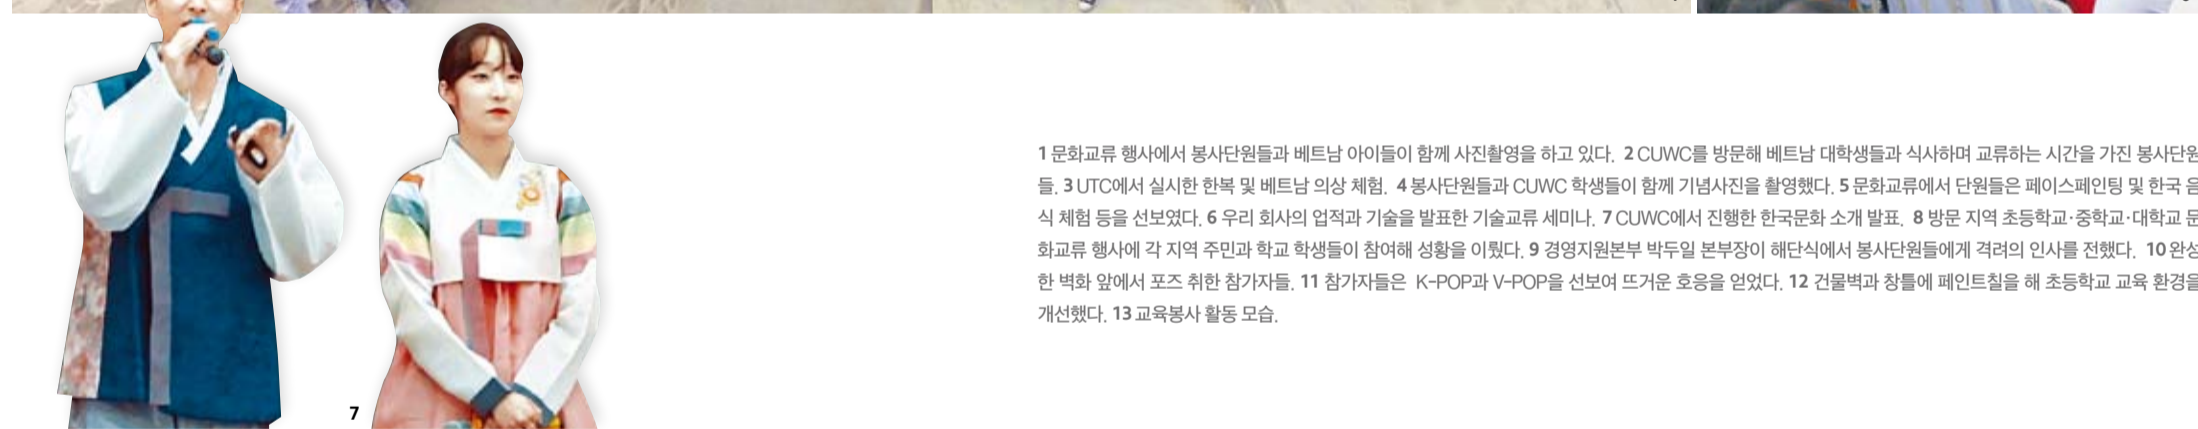 1 문화교류 행사에서 봉사단원들과 베트남 아이들이 함께 사진촬영을 하고 있다. 2 CUWC를 방문해 베트남 대학생들과 식사하며 교류하는 시간을 가진 봉사단원
들. 3 UTC에서 실시한 한복 및 베트남 의상 체험. 4 봉사단원들과 CUWC 학생들이 함께 기념사진을 촬영했다. 5 문화교류에서 단원들은 페이스페인팅 및 한국 음
식 체험 등을 선보였다. 6 우리 회사의 업적과 기술을 발표한 기술교류 세미나. 7 CUWC에서 진행한 한국문화 소개 발표. 8 방문 지역 초등학교·중학교·대학교 문
화교류 행사에 각 지역 주민과 학교 학생들이 참여해 성황을 이뤘다. 9 경영지원본부 박두일 본부장이 해단식에서 봉사단원들에게 격려의 인사를 전했다. 10 완성
한 벽화 앞에서 포즈 취한 참가자들. 11 참가자들은 K-POP과 V-POP을 선보여 뜨거운 호응을 얻었다. 12 건물벽과 창틀에 페인트칠을 해 초등학교 교육 환경을
개선했다. 13 교육봉사 활동 모습.
7